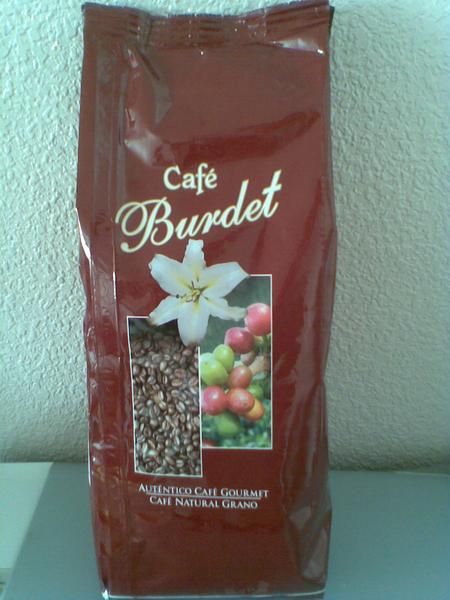 Café
Burdet
Auténtico Café Gourmet
Café Natural Grano